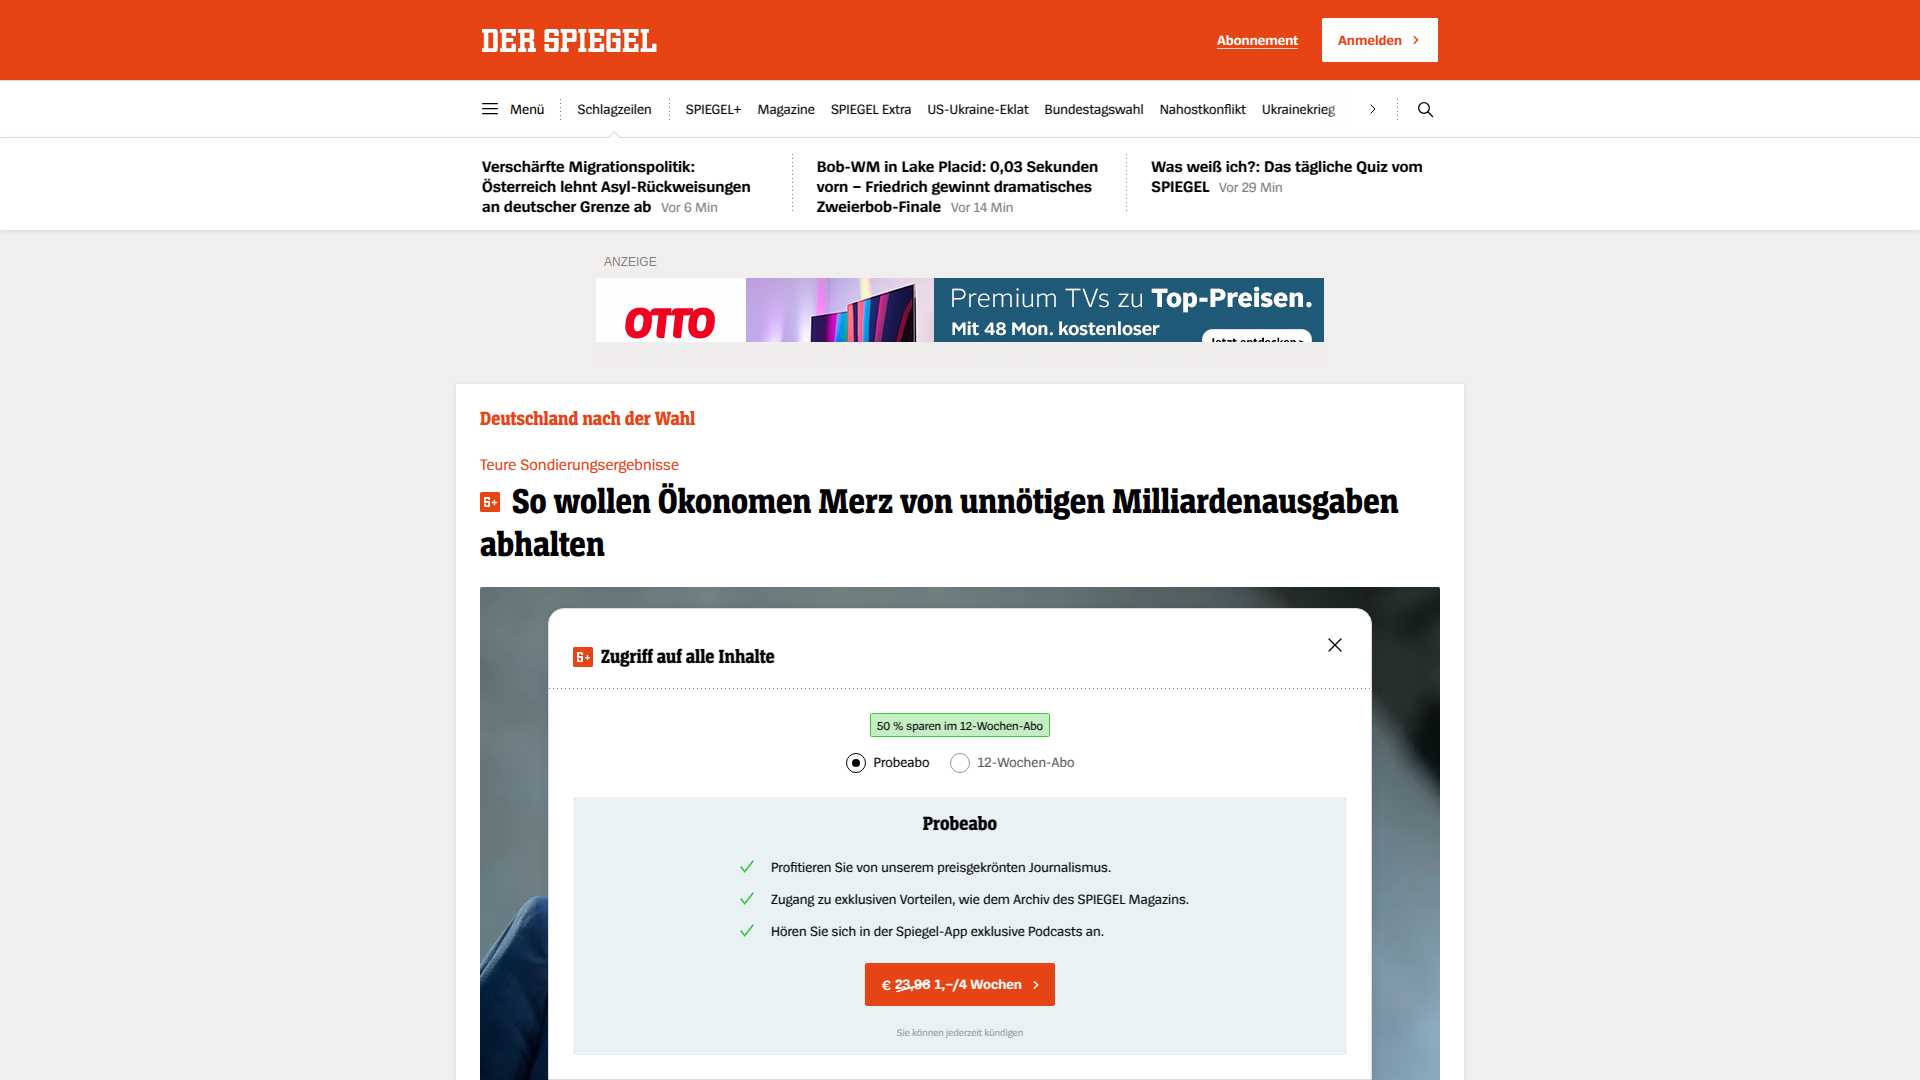 DER SPIEGEL
Abonnement
Anmelden
Menü
Schlagzeilen
SPIEGEL+
Magazine
SPIEGEL Extra
US-Ukraine-Eklat
Bundestagswahl
Nahostkonflikt
Ukrainekrieg
Verschärfte Migrationspolitik:
Österreich lehnt Asyl-Rückweisungen
an deutscher Grenze ab Vor 6 Min
Bob-WM in Lake Placid: 0,03 Sekunden
vorn – Friedrich gewinnt dramatisches
Zweierbob-Finale Vor 14 Min
Was weiß ich?: Das tägliche Quiz vom
SPIEGEL Vor 29 Min
ANZEIGE
OTTO
Premium TVs zu Top-Preisen.
Mit 48 Mon. kostenloser
Jetzt entdecken >
Deutschland nach der Wahl
Teure Sondierungsergebnisse
S+ So wollen Ökonomen Merz von unnötigen Milliardenausgaben
abhalten
S+ Zugriff auf alle Inhalte
50 % sparen im 12-Wochen-Abo
Probeabo
12-Wochen-Abo
Probeabo
Profitieren Sie von unserem preisgekrönten Journalismus.
Zugang zu exklusiven Vorteilen, wie dem Archiv des SPIEGEL Magazins.
Hören Sie sich in der Spiegel-App exklusive Podcasts an.
€ 23,96 1,–/4 Wochen
Sie können jederzeit kündigen